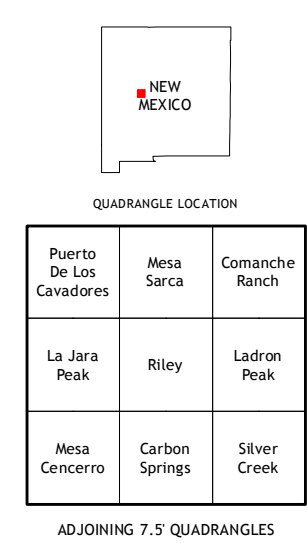 NEW
MEXICO
QUADRANGLE LOCATION
Puerto
De Los
Cavadores
Mesa
Sarca
Comanche
Ranch
La Jara
Peak
Riley
Ladron
Peak
Mesa
Cencerro
Carbon
Springs
Silver
Creek
ADJOINING 7.5' QUADRANGLES